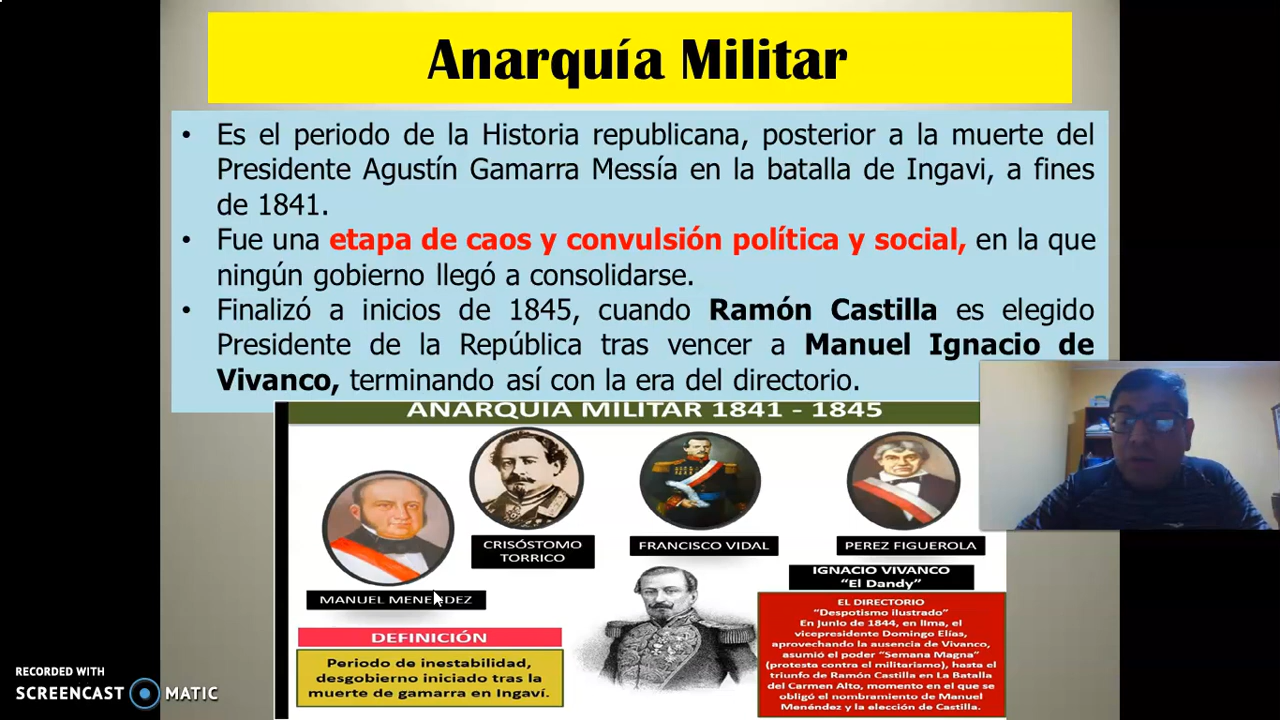 Anarquía Militar
• Es el periodo de la Historia republicana, posterior a la muerte del
Presidente Agustín Gamarra Messía en la batalla de Ingavi, a fines
de 1841.
• Fue una etapa de caos y convulsión política y social, en la que
ningún gobierno llegó a consolidarse.
• Finalizó a inicios de 1845, cuando Ramón Castilla es elegido
Presidente de la República tras vencer a Manuel Ignacio de
Vivanco, terminando así con la era del directorio.
ANARQUIA MILITAR 1841 - 1845
CRISÓSTOMO
TORRICO
FRANCISCO VIDAL
PEREZ FIGUEROLA
MANUEL MENENDEZ
IGNACIO VIVANCO
“El Dandy”
DEFINICIÓN
Periodo de inestabilidad,
desgobierno iniciado tras la
muerte de gamarra en Ingaví.
EL DIRECTORIO
“Despotismo ilustrado”
En Junio de 1844, en lima, el
vicepresidente Domingo Elías,
aprovechando la ausencia de Vivanco,
asumió el poder “Semana Magna”
(protesta contra el militarismo), hasta el
triunfo de Ramón Castilla en La Batalla
del Carmen Alto, momento en el que se
obligó el nombramiento de Manuel
Menéndez y la elección de Castilla.
RECORDED WITH
SCREENCAST MATIC